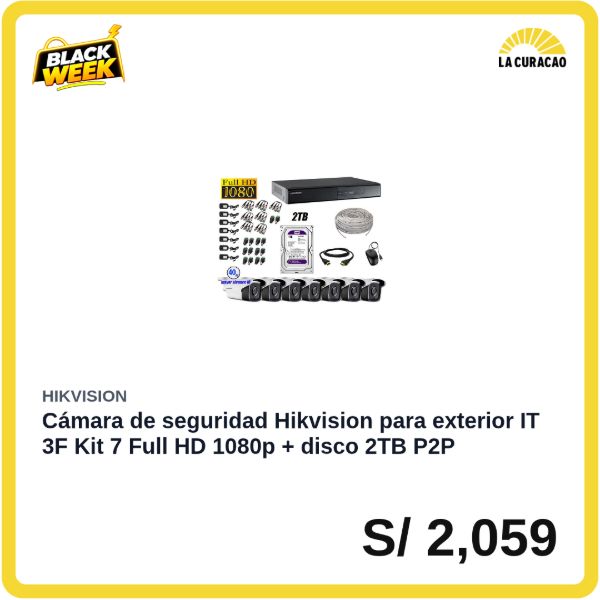 BLACK
WEEK
LA CURACAO
Full HD
1080
2TB
40
HIKVISION
Cámara de seguridad Hikvision para exterior IT
3F Kit 7 Full HD 1080p + disco 2TB P2P
S/ 2,059